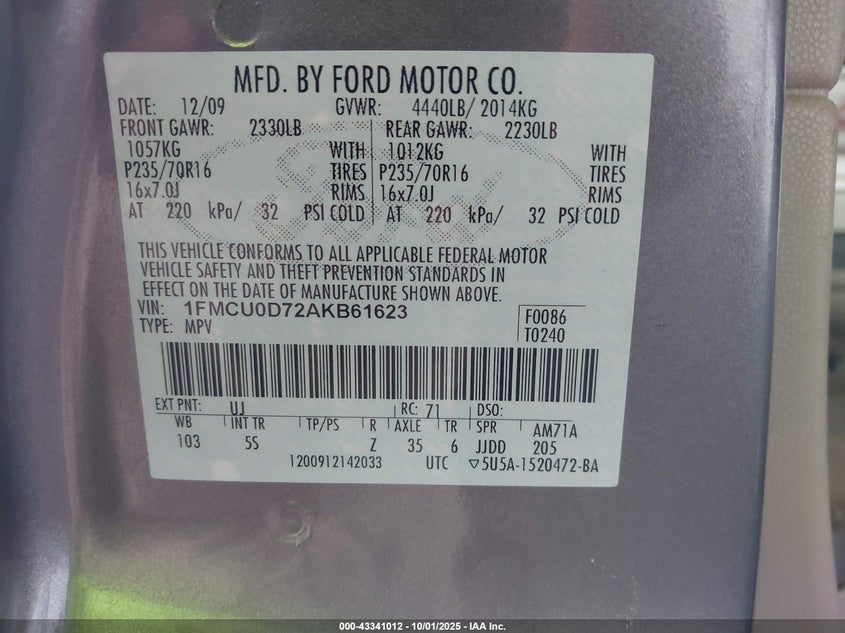 MFD. BY FORD MOTOR CO.
DATE: 12/09 GVWR: 4440LB/ 2014KG
FRONT GAWR: 2330LB REAR GAWR: 2230LB
1057KG WITH 1012KG WITH
P235/70R16 TIRES P235/70R16 TIRES
16x7.0J RIMS 16x7.0J RIMS
AT 220 kPa/ 32 PSI COLD AT 220 kPa/ 32 PSI COLD
THIS VEHICLE CONFORMS TO ALL APPLICABLE FEDERAL MOTOR
VEHICLE SAFETY AND THEFT PREVENTION STANDARDS IN
EFFECT ON THE DATE OF MANUFACTURE SHOWN ABOVE.
VIN: 1FMCU0D72AKB61623
TYPE: MPV
F0086
T0240
EXT PNT: UJ RC: 71 DSO:
WB INT TR TP/PS R AXLE TR SPR AM71A
103 5S Z 35 6 JJDD 205
1200912142033 UTC ▽5U5A-1520472-BA
000-43341012 - 10/01/2025 - IAA Inc.